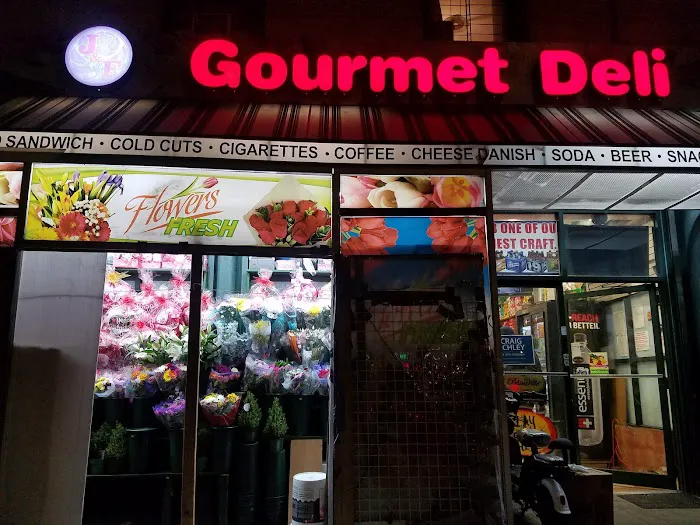 J F
Gourmet Deli
SANDWICH • COLD CUTS • CIGARETTES • COFFEE • CHEESE DANISH • SODA • BEER • SNA
Flowers
FRESH
ONE OF OU
EST CRAFT.
REACH
BETTEIL
CRAIG
CHLEY
essenti